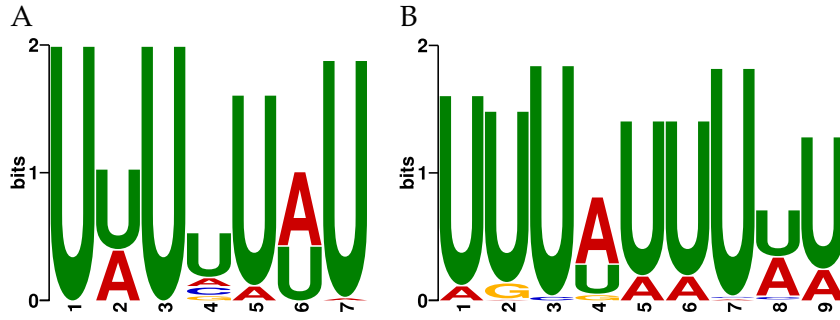 A
bits
2
1
0
U U U U U A U
A A A U A
C
G
1 2 3 4 5 6 7
B
bits
2
1
0
U U U A U U U U U
A G C U A A A A
G C
1 2 3 4 5 6 7 8 9